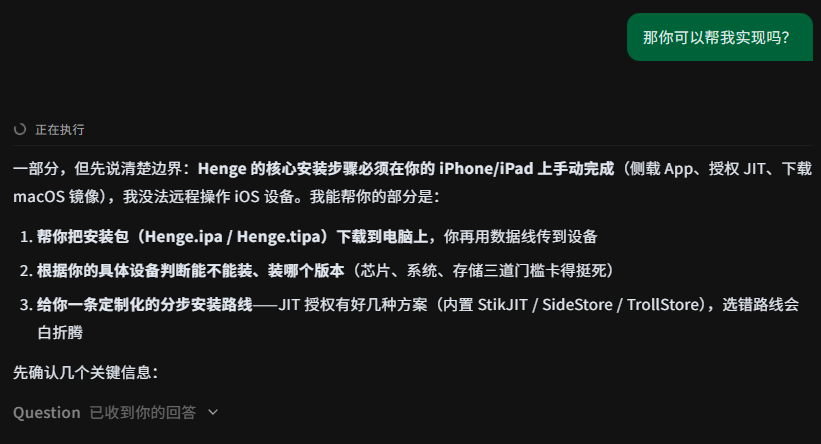 那你可以帮我实现吗？
正在执行
一部分，但先说清楚边界：Henge 的核心安装步骤必须在你的 iPhone/iPad 上手动完成（侧载 App、授权 JIT、下载
macOS 镜像），我没法远程操作 iOS 设备。我能帮你的部分是：
1. 帮你把安装包（Henge.ipa / Henge.tipa）下载到电脑上，你再用数据线传到设备
2. 根据你的具体设备判断能不能装、装哪个版本（芯片、系统、存储三道门槛卡得挺死）
3. 给你一条定制化的分步安装路线——JIT 授权有好几种方案（内置 StikJIT / SideStore / TrollStore），选错路线会
白折腾
先确认几个关键信息：
Question 已收到你的回答